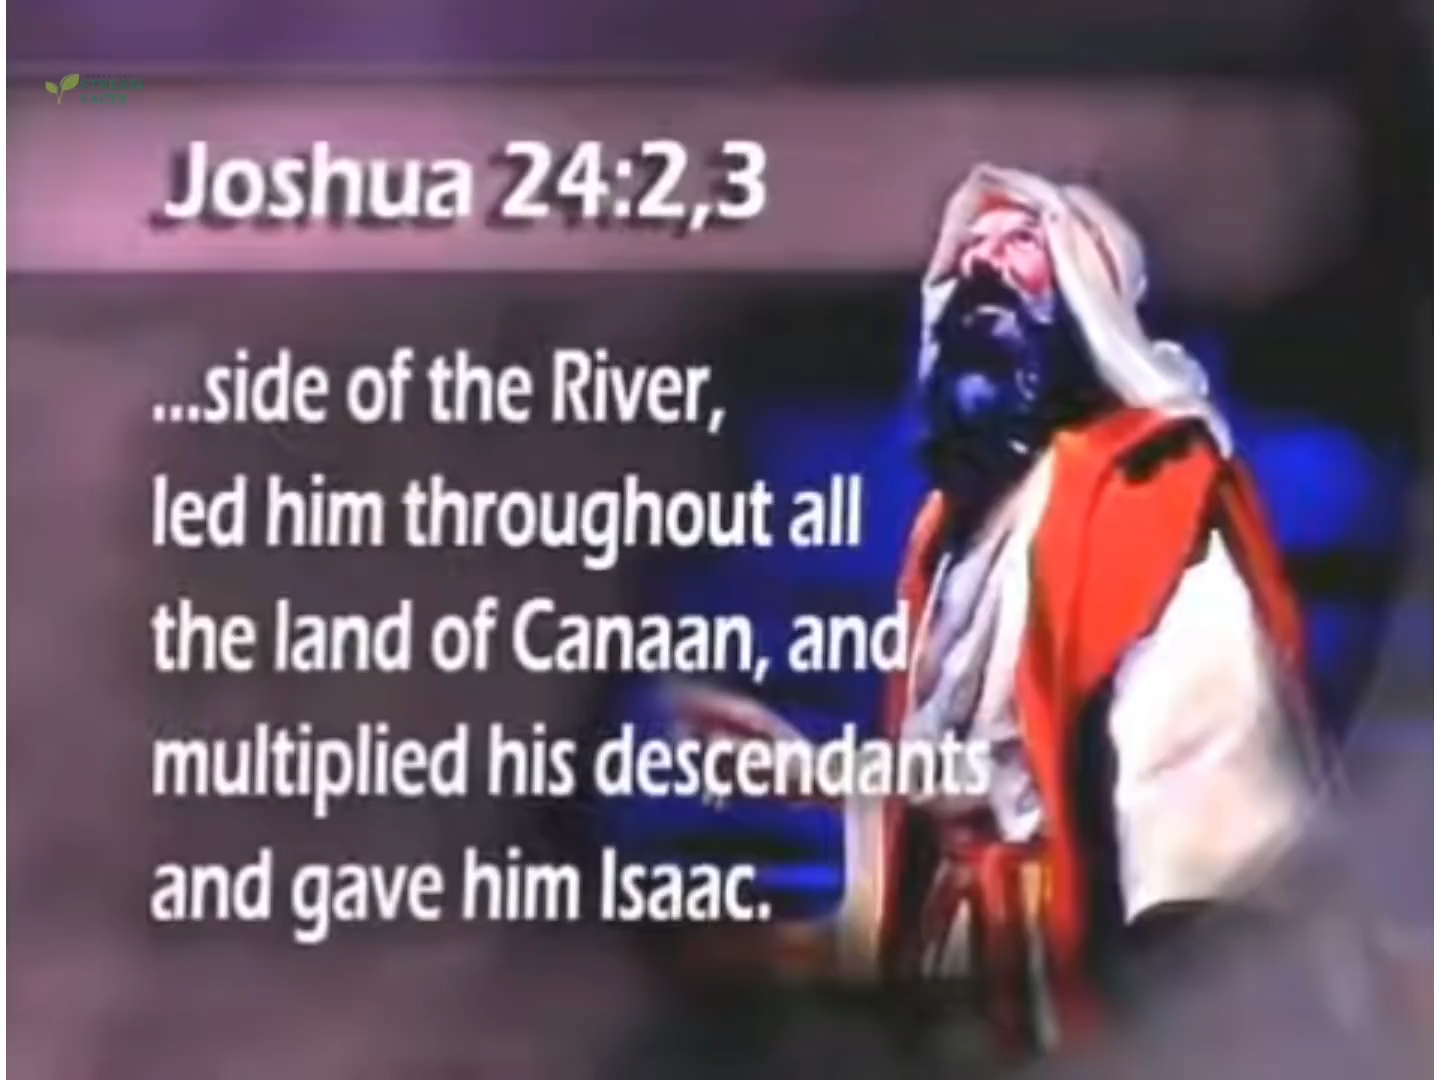 Joshua 24:2,3
...side of the River,
led him throughout all
the land of Canaan, and
multiplied his descendants
and gave him Isaac.